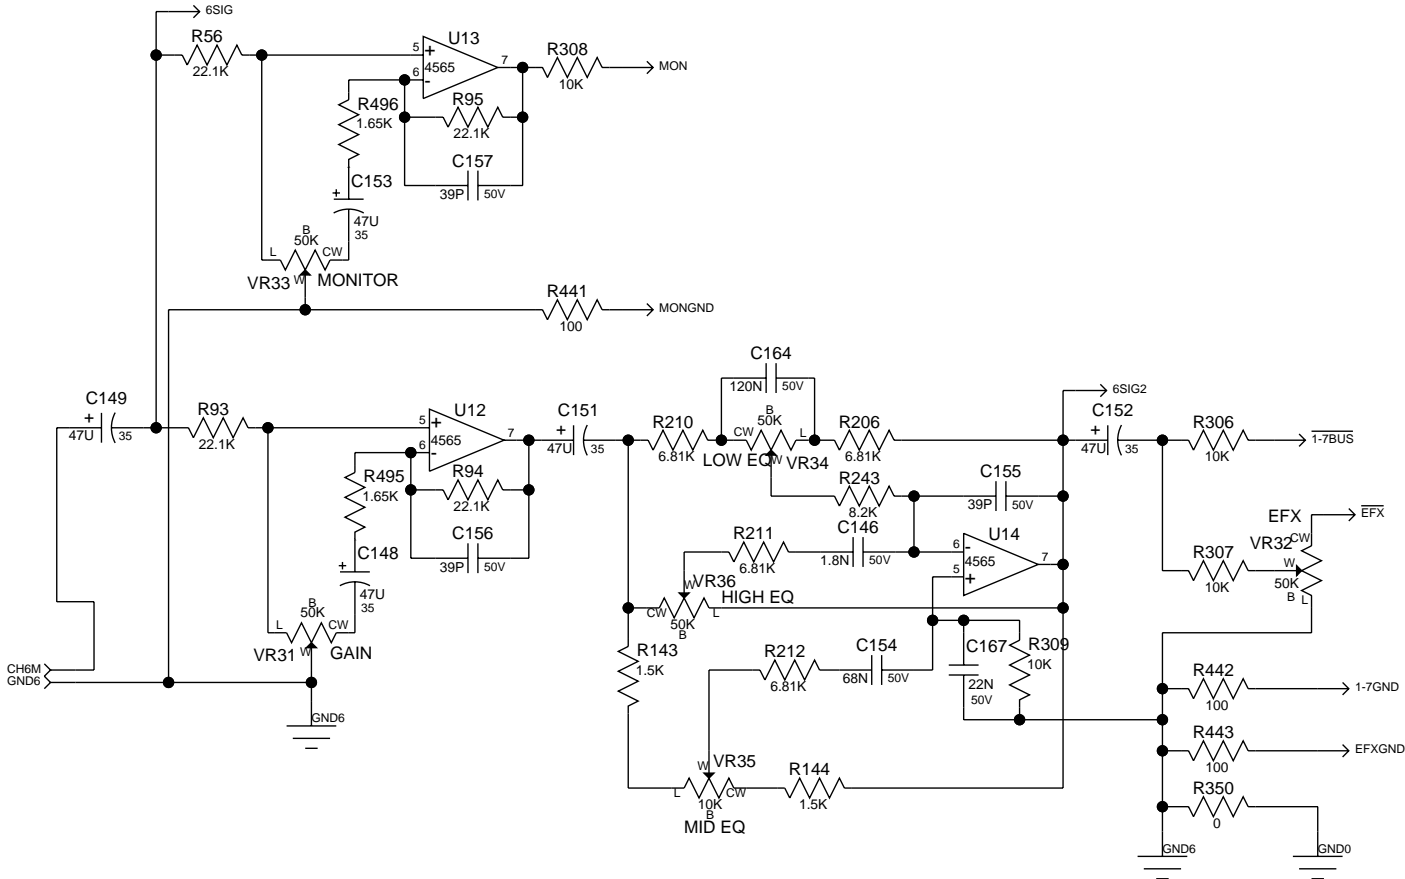 6SIG
R56
22.1K
U13
5
+
4565
6
-
7
R308
10K
MON
R496
1.65K
R95
22.1K
C157
39P
50V
C153
+
47U
35
B
50K
L
CW
W
VR33
MONITOR
R441
100
MONGND
C149
+
47U
35
R93
22.1K
U12
5
+
4565
6
-
7
C151
+
47U
35
R495
1.65K
R94
22.1K
C156
39P
50V
C148
+
47U
35
B
50K
L
CW
W
VR31
GAIN
CH6M
GND6
GND6
C164
120N
50V
R210
6.81K
B
50K
CW
L
W
LOW EQ
VR34
R206
6.81K
6SIG2
C152
+
47U
35
R306
10K
1-7BUS
R243
8.2K
C155
39P
50V
R211
6.81K
C146
1.8N
50V
U14
6
-
4565
5
+
7
W
VR36
HIGH EQ
CW
50K
L
B
R143
1.5K
R212
6.81K
C154
68N
50V
C167
22N
50V
R309
10K
EFX
EFX
VR32
CW
W
50K
B
L
R307
10K
W
VR35
L
10K
CW
B
MID EQ
R144
1.5K
R442
100
1-7GND
R443
100
EFXGND
R350
0
GND6
GND0